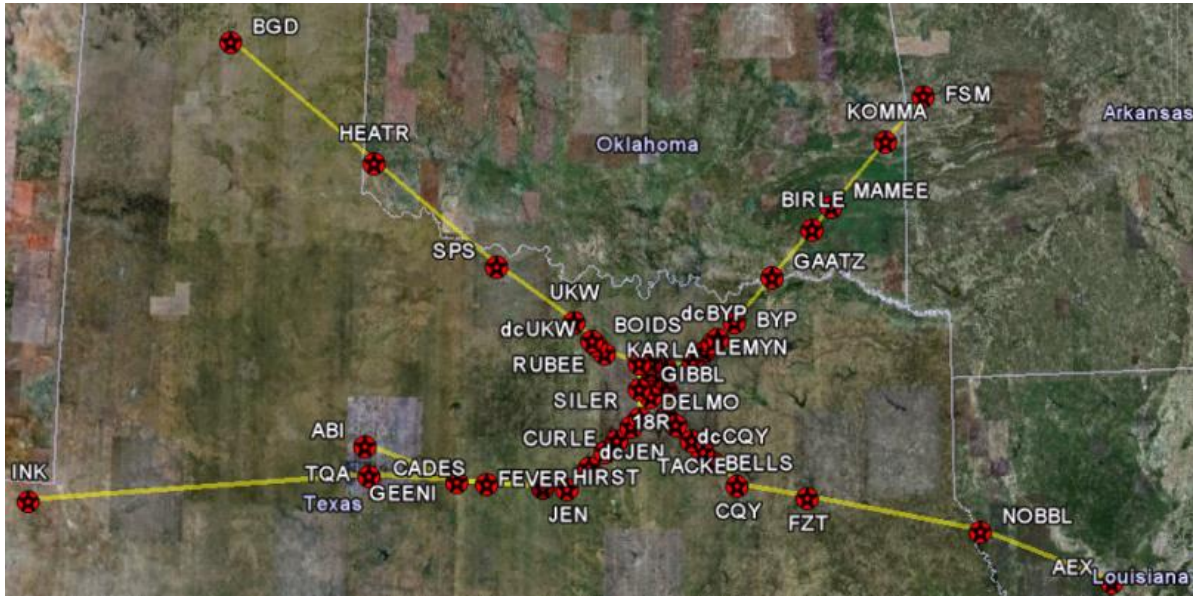 BGD
FSM
KOMMA
Arkansas
HEATR
Oklahoma
MAMEE
BIRLE
SPS
GAATZ
UKW
dcBYP
BYP
dcUKW
BOIDS
RUBEE
KARLA
LEMYN
GIBBL
SILER
DELMO
18R
ABI
CURLE
dcCQY
dcJEN
INK
TQA
CADES
FEVER
HIRST
TACKE
BELLS
GEENI
Texas
JEN
CQY
FZT
NOBBL
AEX
Louisiana